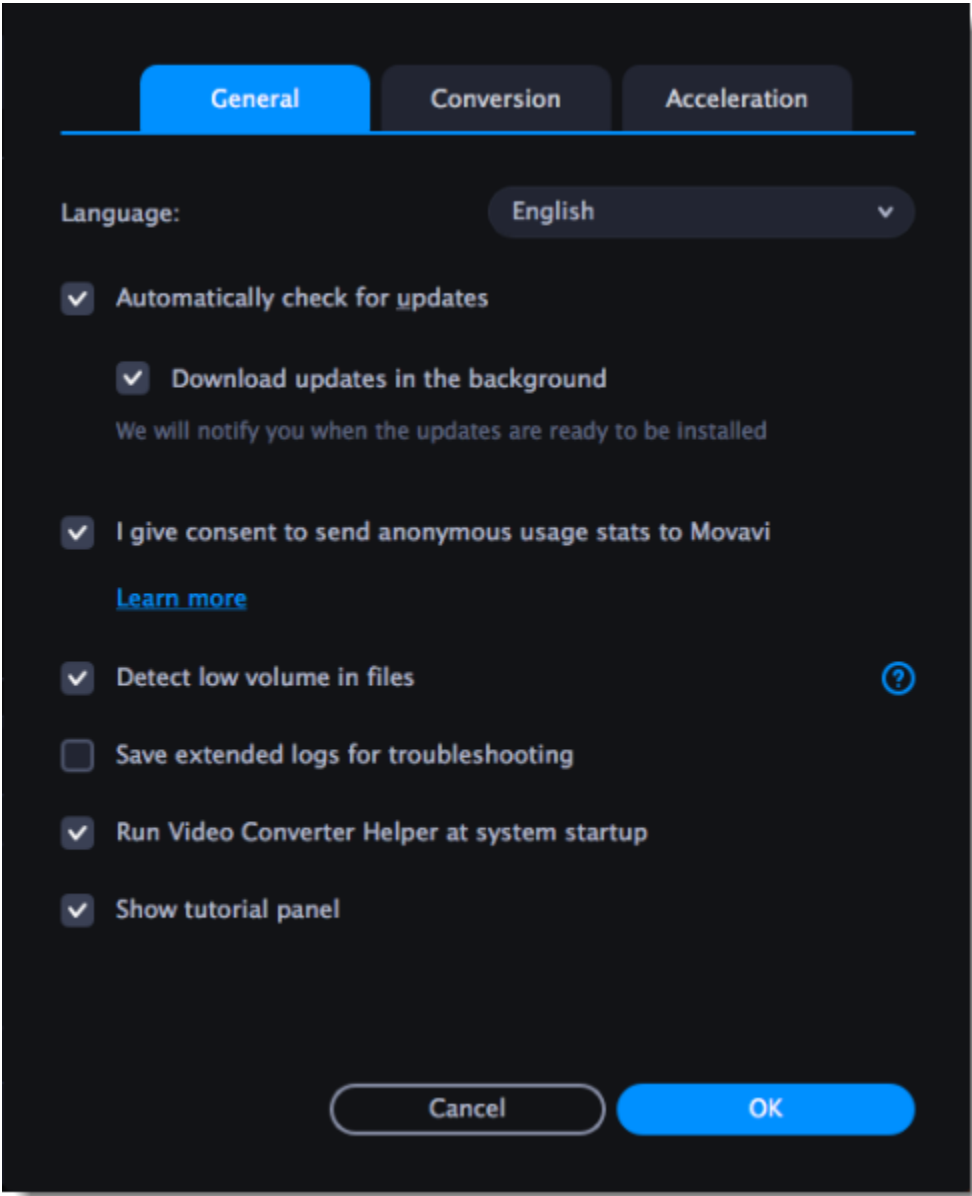 General
Conversion
Acceleration
Language:
English
Automatically check for updates
Download updates in the background
We will notify you when the updates are ready to be installed
I give consent to send anonymous usage stats to Movavi
Learn more
Detect low volume in files
?
Save extended logs for troubleshooting
Run Video Converter Helper at system startup
Show tutorial panel
Cancel
OK